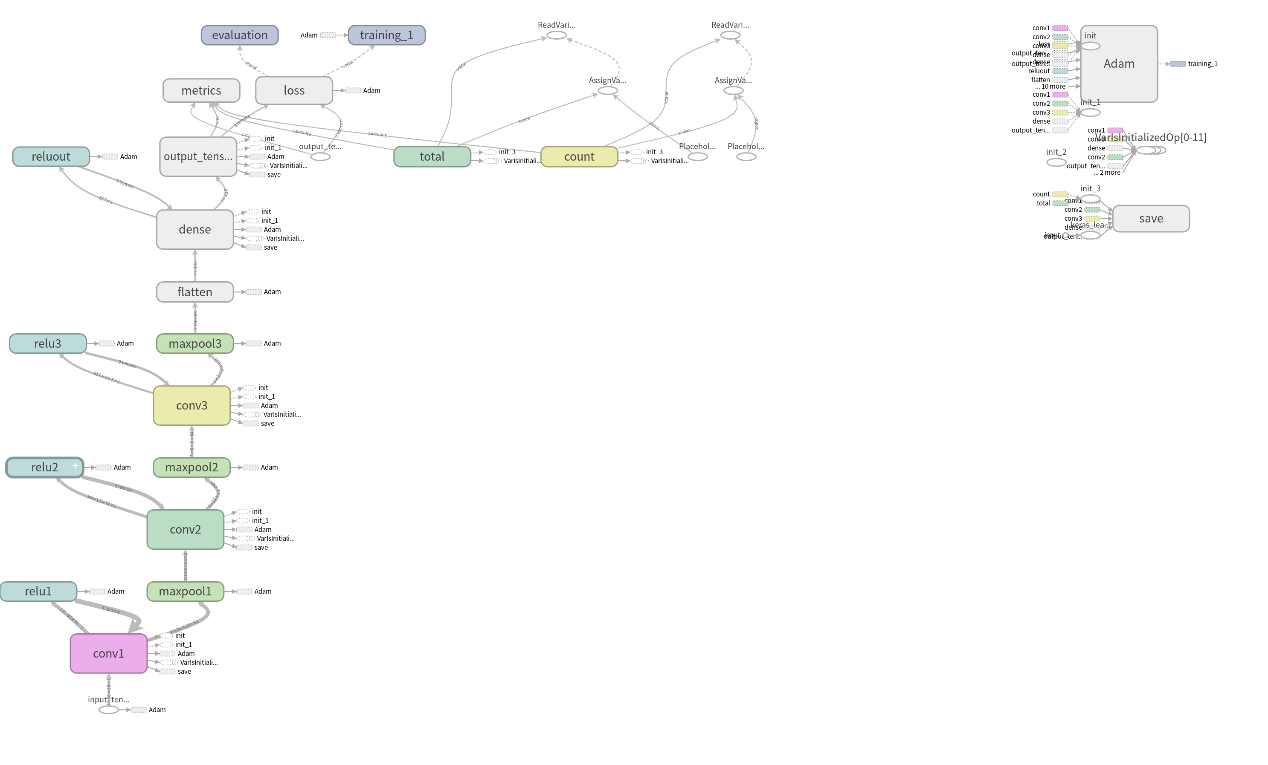 evaluation
Adam
training_1
ReadVari...
ReadVari...
metrics
loss
Adam
AssignVa...
AssignVa...
reluout
Adam
output_tens...
init
init_1
Adam
VarIsInitiali...
save
output_te...
total
init_3
VarIsInitiali...
count
init_3
VarIsInitiali...
Placehol...
Placehol...
dense
init
init_1
Adam
VarIsInitiali...
save
flatten
Adam
relu3
Adam
maxpool3
Adam
conv3
init
init_1
Adam
VarIsInitiali...
save
relu2
+
Adam
maxpool2
Adam
conv2
init
init_1
Adam
VarIsInitiali...
save
relu1
Adam
maxpool1
Adam
conv1
init
init_1
Adam
VarIsInitiali...
save
input_ten...
Adam
conv1
conv2
conv3
dense
output_ten...
reluout
flatten
... 10 more
init
Adam
training_1
conv1
conv2
conv3
dense
output_ten...
init_1
VarIsInitializedOp[0-11]
conv1
conv3
dense
conv2
output_ten...
... 2 more
init_2
count
total
init_3
conv1
conv2
conv3
dense
output_ten...
save